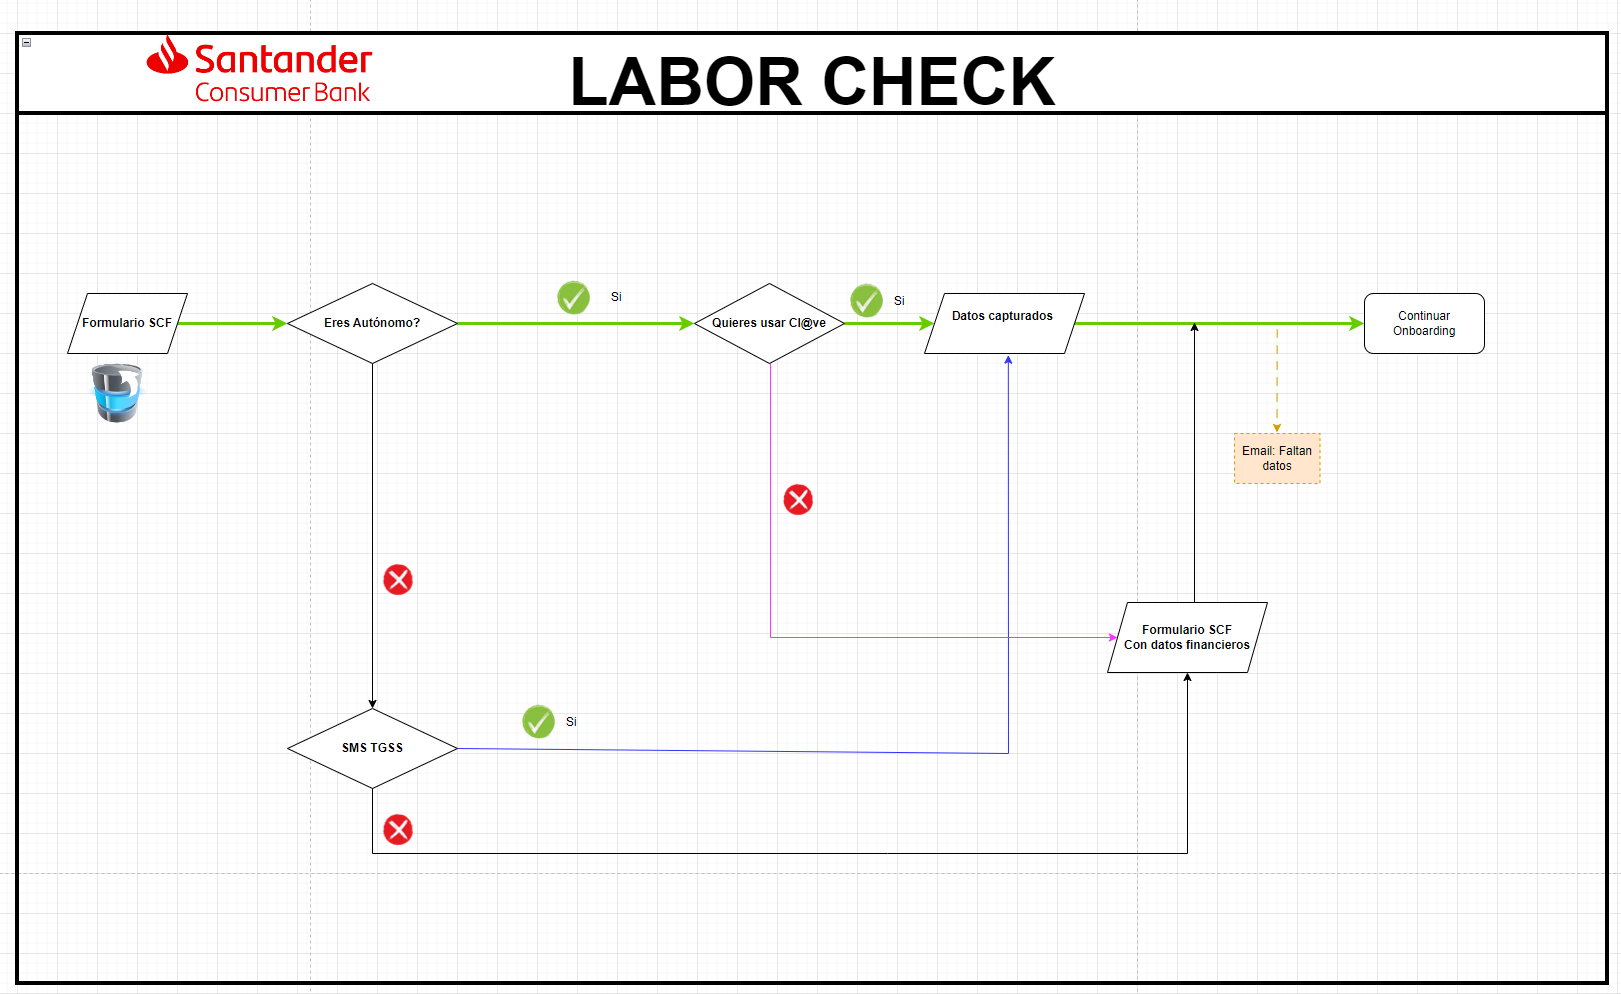 Santander
Consumer Bank
LABOR CHECK
Formulario SCF
Eres Autónomo?
Si
Quieres usar Cl@ve
Si
Datos capturados
Continuar
Onboarding
Email: Faltan
datos
Formulario SCF
Con datos financieros
SMS TGSS
Si